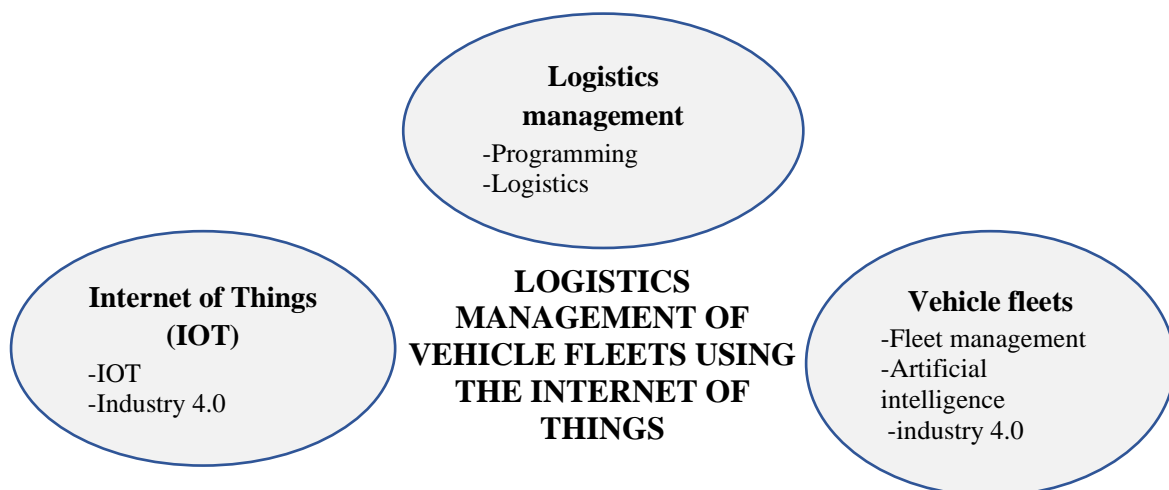 Logistics
management
-Programming
-Logistics
Internet of Things
(IOT)
-IOT
-Industry 4.0
LOGISTICS
MANAGEMENT OF
VEHICLE FLEETS USING
THE INTERNET OF
THINGS
Vehicle fleets
-Fleet management
-Artificial
intelligence
-industry 4.0